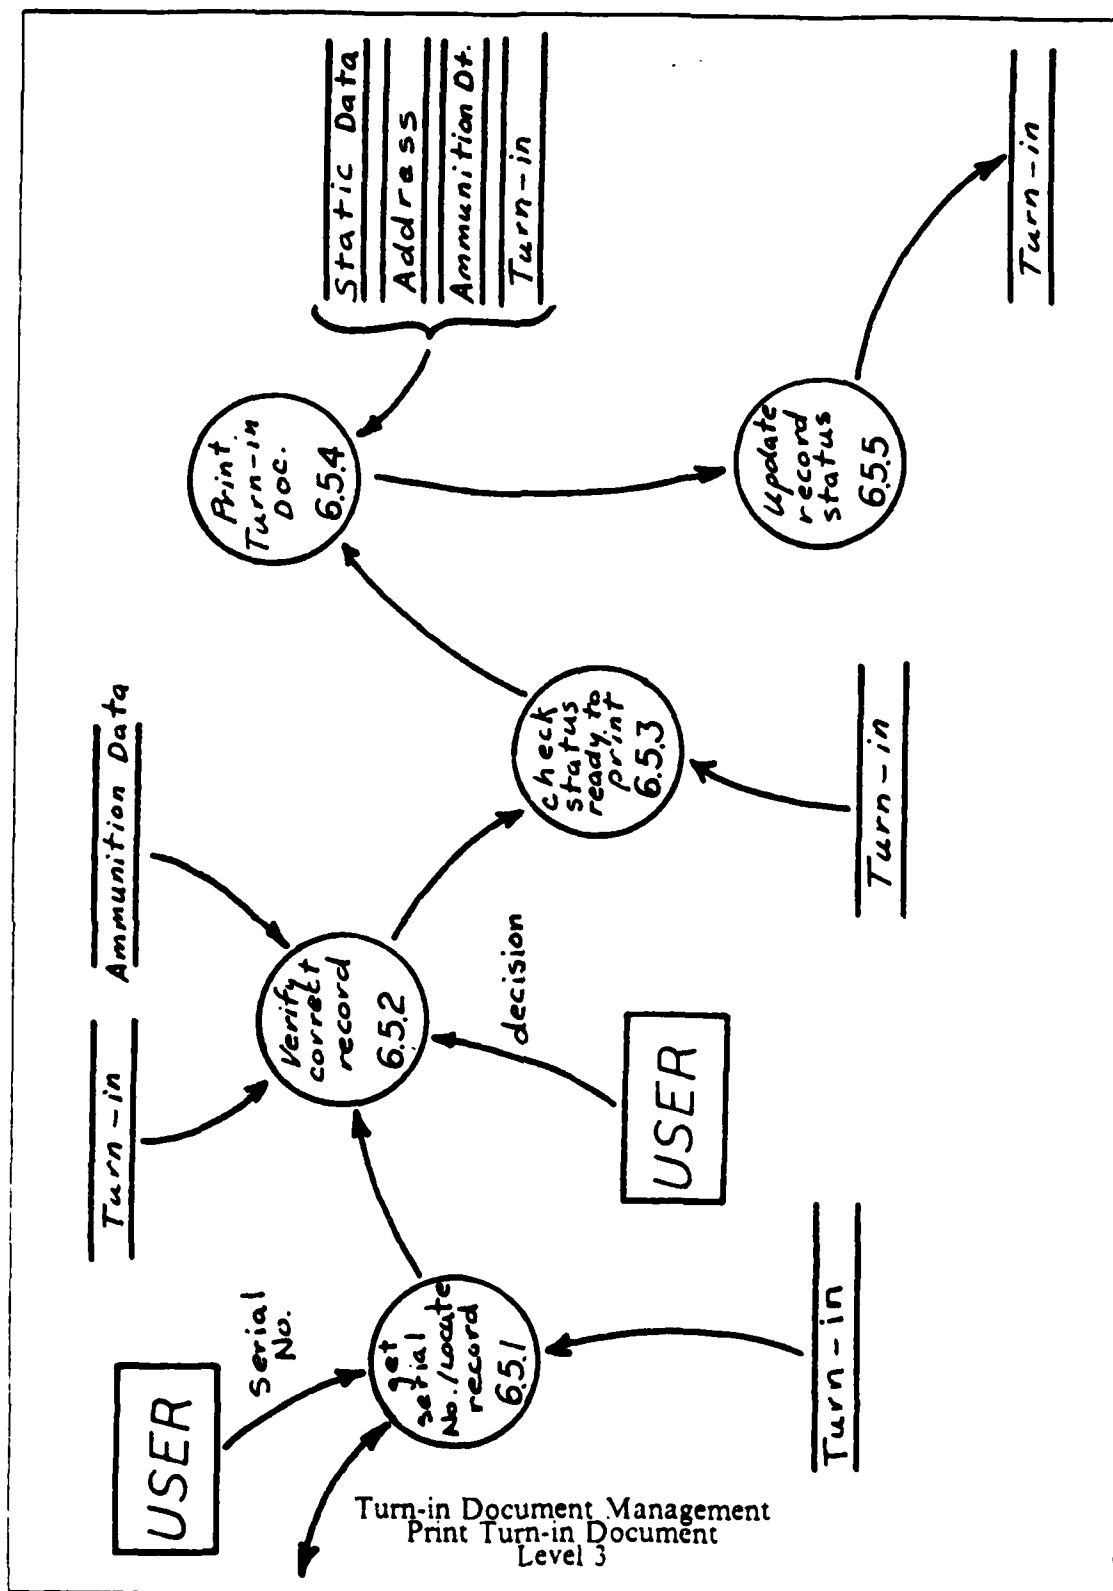 USER
Serial
No.
get
serial
No./Locate
record
6.5.1
Turn-in
Turn-in
Ammunition Data
Verify
correct
record
6.5.2
decision
USER
check
status
ready to
print
6.5.3
Turn-in
Print
Turn-in
Doc.
6.5.4
Static Data
Address
Ammunition Dt.
Turn-in
Update
record
status
6.5.5
Turn-in
Turn-in Document Management
Print Turn-in Document
Level 3